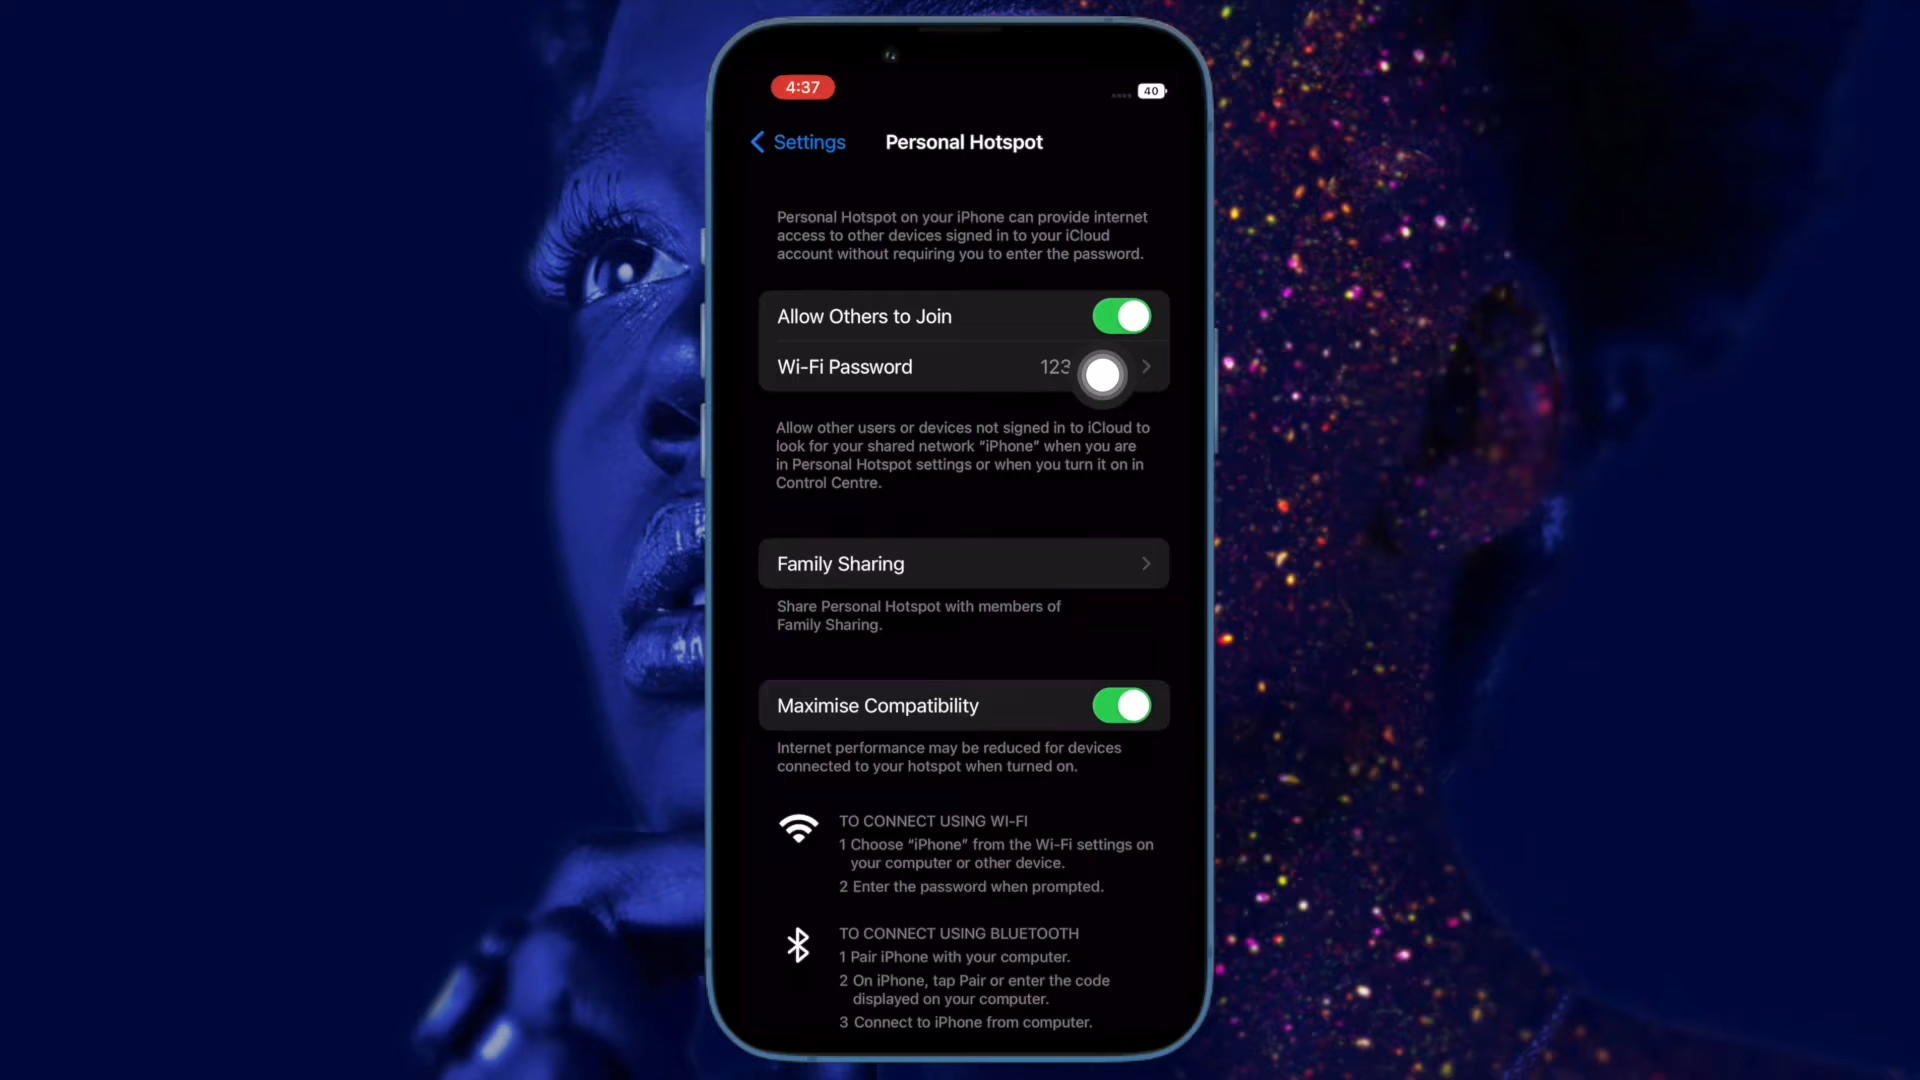 4:37
40
Settings
Personal Hotspot
Personal Hotspot on your iPhone can provide internet
access to other devices signed in to your iCloud
account without requiring you to enter the password.
Allow Others to Join
Wi-Fi Password
123
Allow other users or devices not signed in to iCloud to
look for your shared network “iPhone” when you are
in Personal Hotspot settings or when you turn it on in
Control Centre.
Family Sharing
Share Personal Hotspot with members of
Family Sharing.
Maximise Compatibility
Internet performance may be reduced for devices
connected to your hotspot when turned on.
TO CONNECT USING WI-FI
1 Choose “iPhone” from the Wi-Fi settings on
your computer or other device.
2 Enter the password when prompted.
TO CONNECT USING BLUETOOTH
1 Pair iPhone with your computer.
2 On iPhone, tap Pair or enter the code
displayed on your computer.
3 Connect to iPhone from computer.